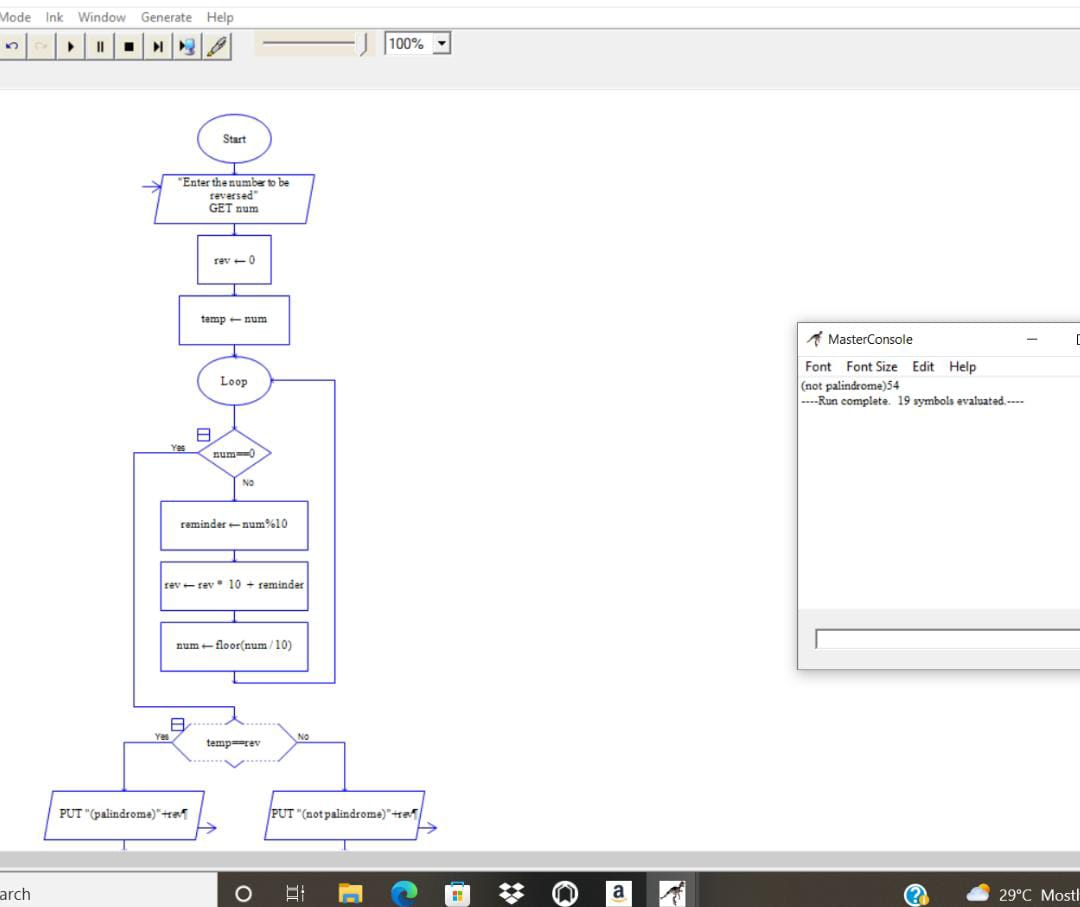 Mode Ink Window Generate Help
100%
Start
"Enter the number to be
reversed"
GET num
rev ← 0
temp ← num
Loop
Yes
num==0
No
reminder ← num%10
rev ← rev * 10 + reminder
num ← floor(num / 10)
Yes
temp==rev
No
PUT "(palindrome)"+rev¶
PUT "(not palindrome)"+rev¶
MasterConsole
Font Font Size Edit Help
(not palindrome)54
----Run complete. 19 symbols evaluated.----
arch
a
29°C Mostl